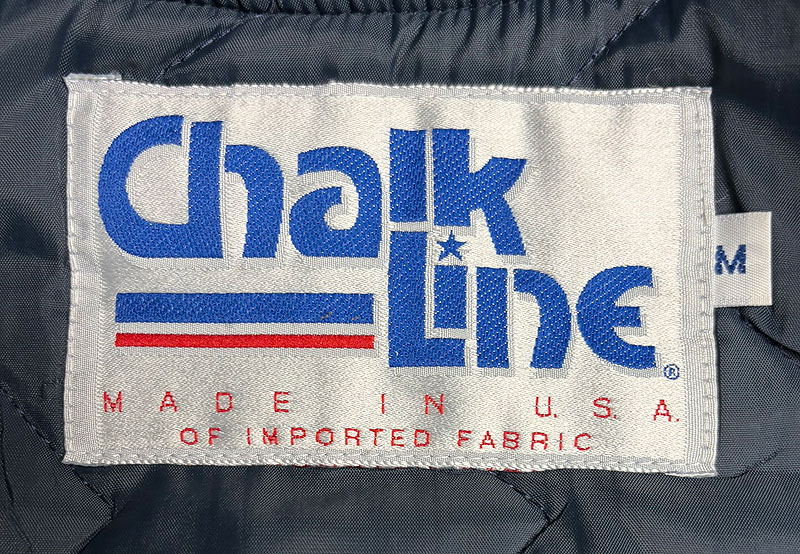 Chalk
Line®
MADE IN U.S.A.
OF IMPORTED FABRIC
M